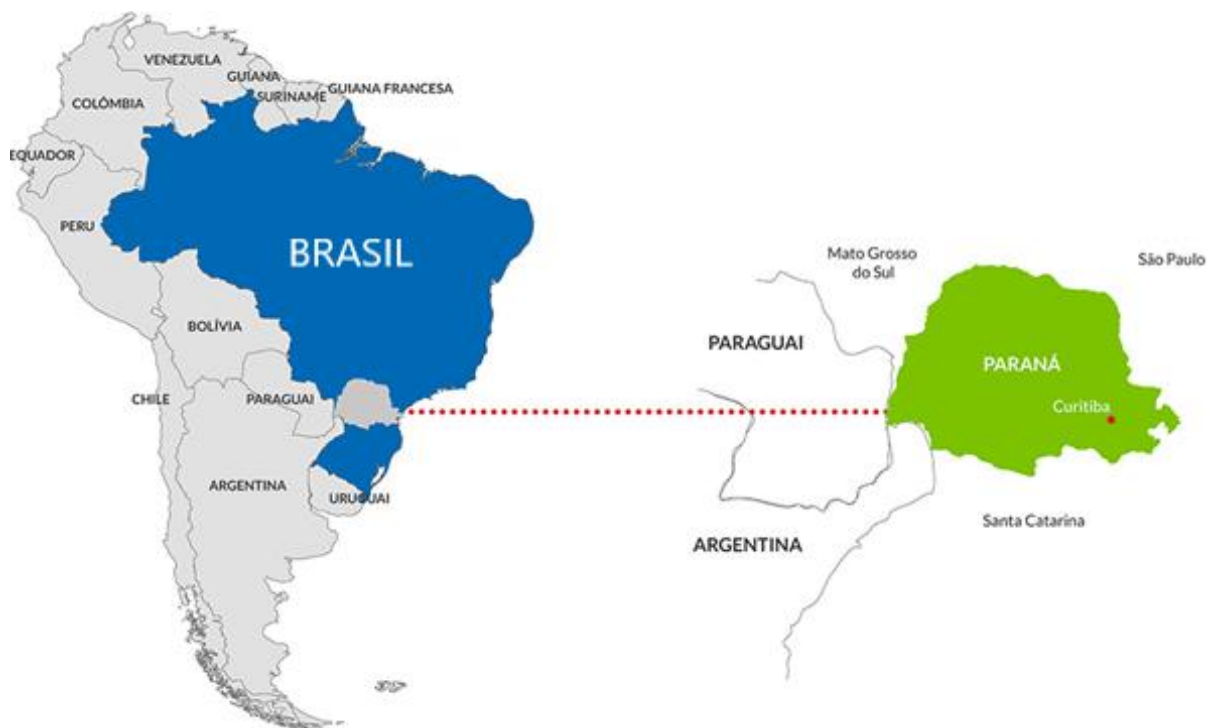 VENEZUELA
GUIANA
GUIANA FRANCESA
SURINAME
COLÔMBIA
EQUADOR
PERU
BRASIL
BOLÍVIA
CHILE
PARAGUAI
ARGENTINA
URUGUAI
Mato Grosso
do Sul
São Paulo
PARAGUAI
PARANÁ
Curitiba
Santa Catarina
ARGENTINA